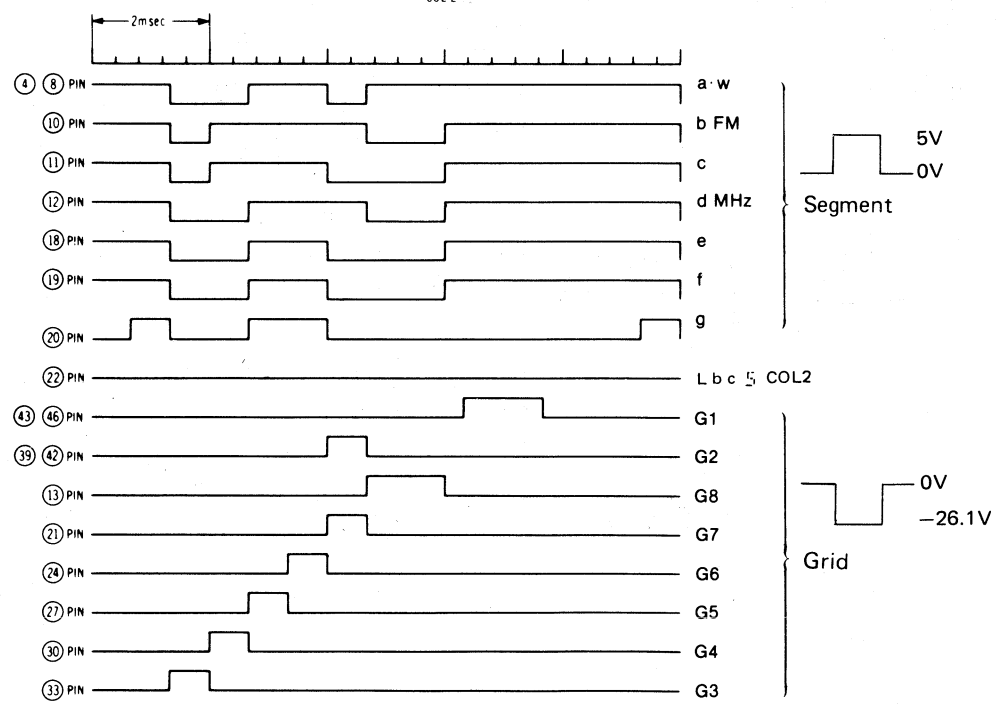 COL2
2msec
4 8 PIN a·w
10 PIN b FM
11 PIN c
12 PIN d MHz
18 PIN e
19 PIN f
20 PIN g
22 PIN L b c 5 COL2
43 46 PIN G1
39 42 PIN G2
13 PIN G8
21 PIN G7
24 PIN G6
27 PIN G5
30 PIN G4
33 PIN G3
5V
0V
Segment
0V
−26.1V
Grid